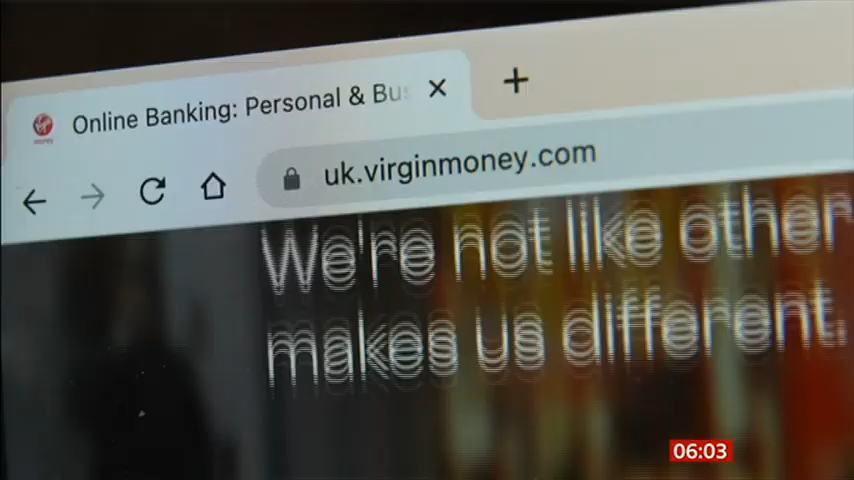 Online Banking: Personal & Bus
uk.virginmoney.com
We're not like other
makes us different.
06:03